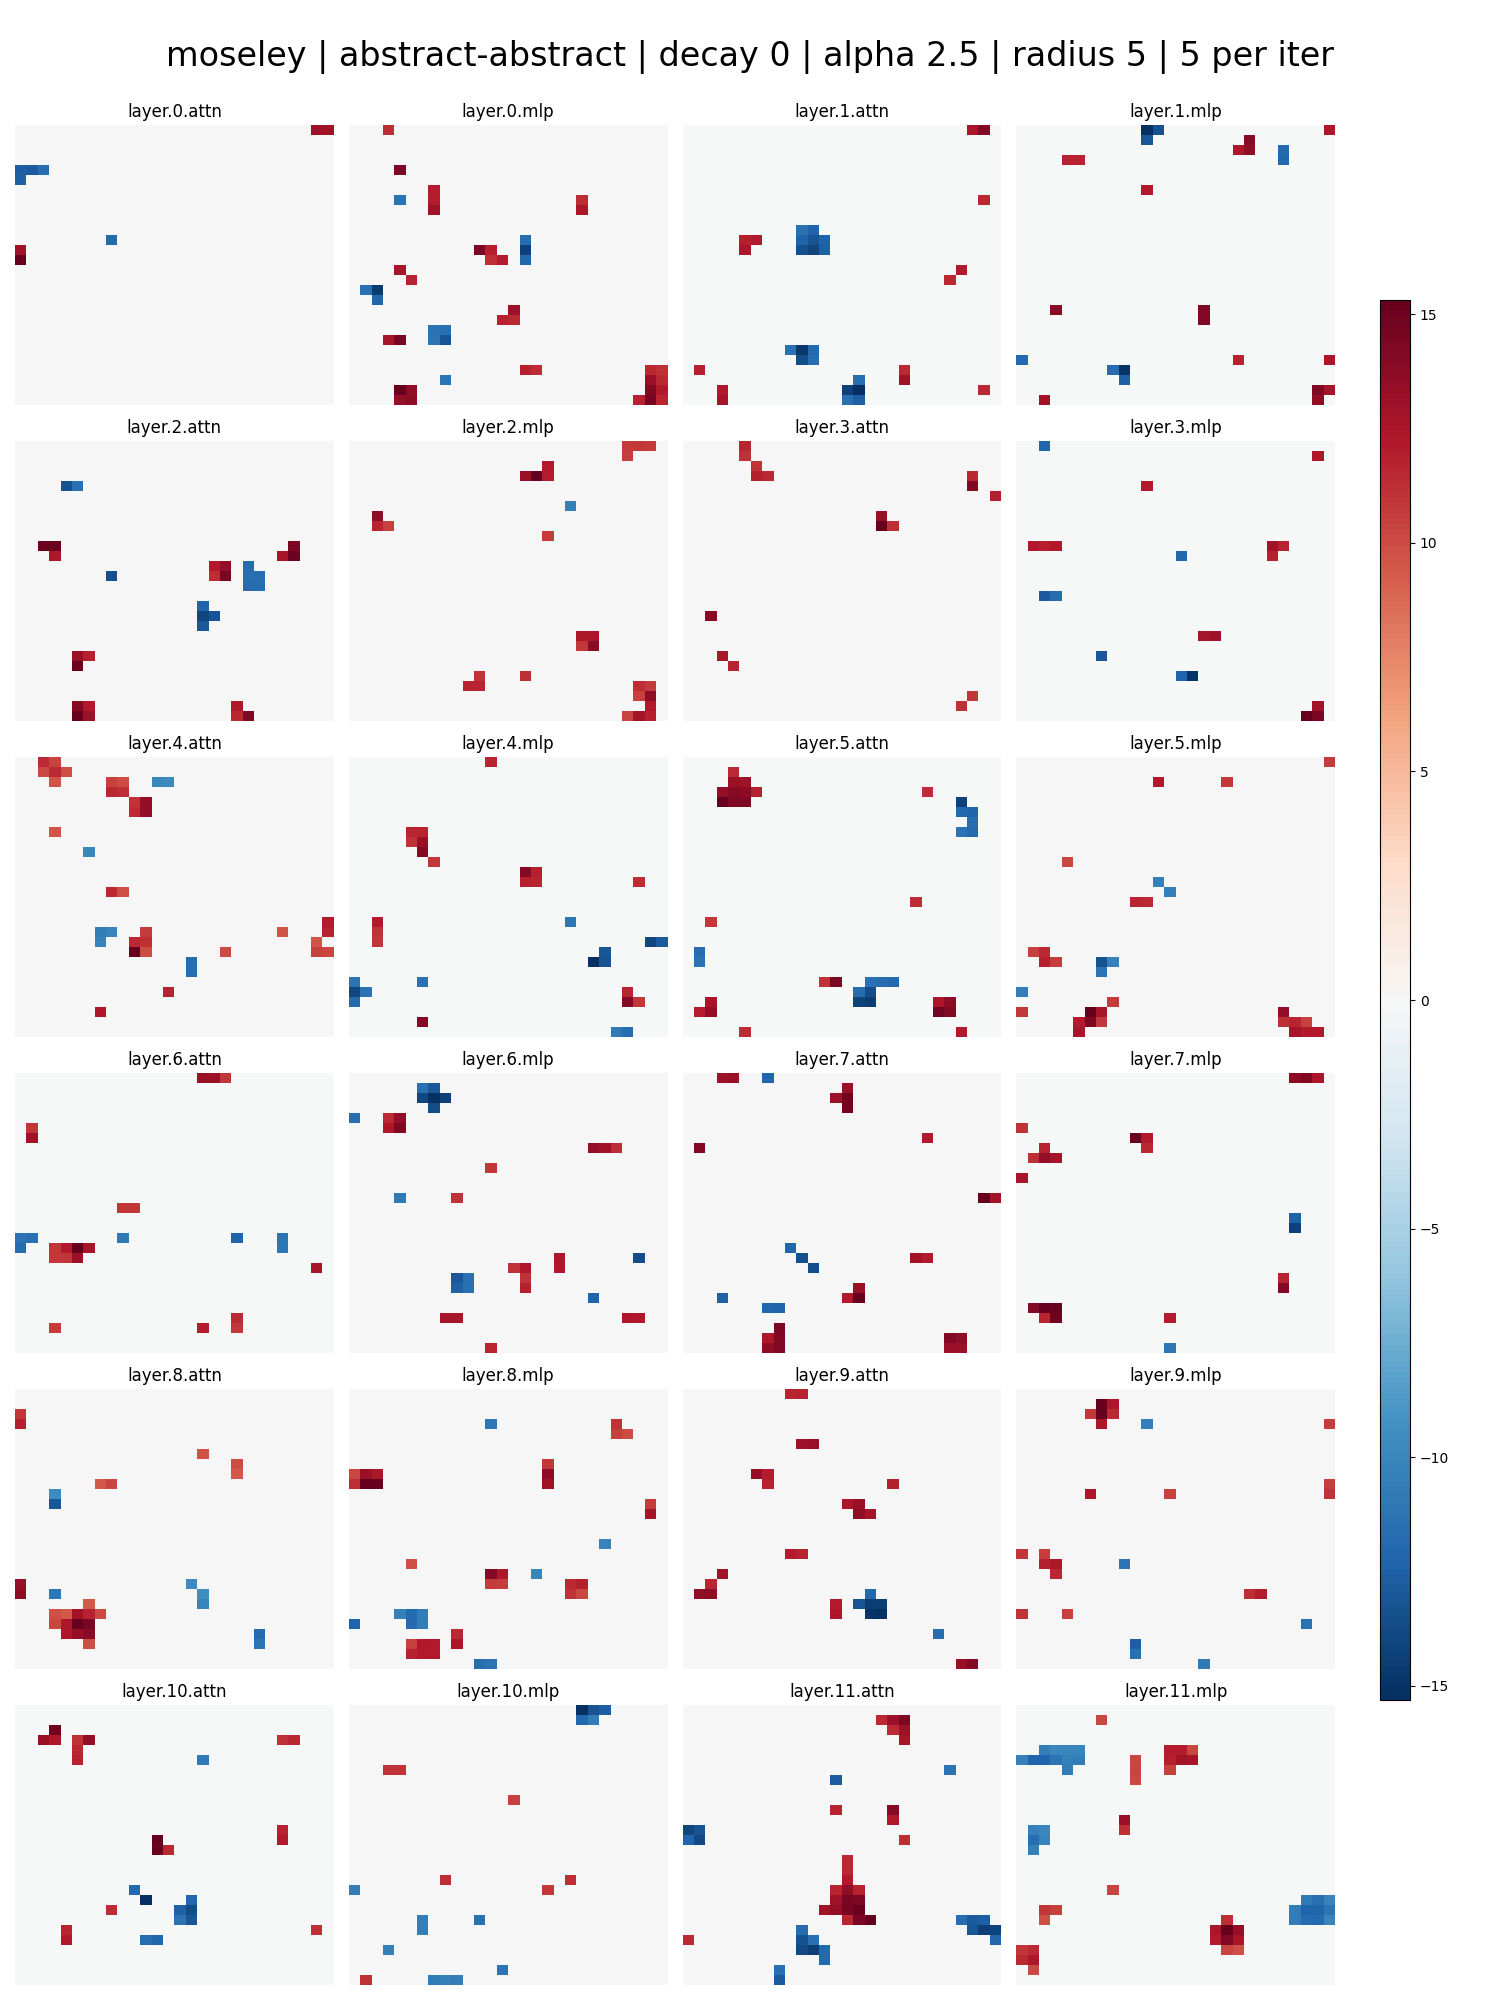 moseley | abstract-abstract | decay 0 | alpha 2.5 | radius 5 | 5 per iter
layer.0.attn
layer.0.mlp
layer.1.attn
layer.1.mlp
layer.2.attn
layer.2.mlp
layer.3.attn
layer.3.mlp
layer.4.attn
layer.4.mlp
layer.5.attn
layer.5.mlp
layer.6.attn
layer.6.mlp
layer.7.attn
layer.7.mlp
layer.8.attn
layer.8.mlp
layer.9.attn
layer.9.mlp
layer.10.attn
layer.10.mlp
layer.11.attn
layer.11.mlp
15
10
5
0
−5
−10
−15